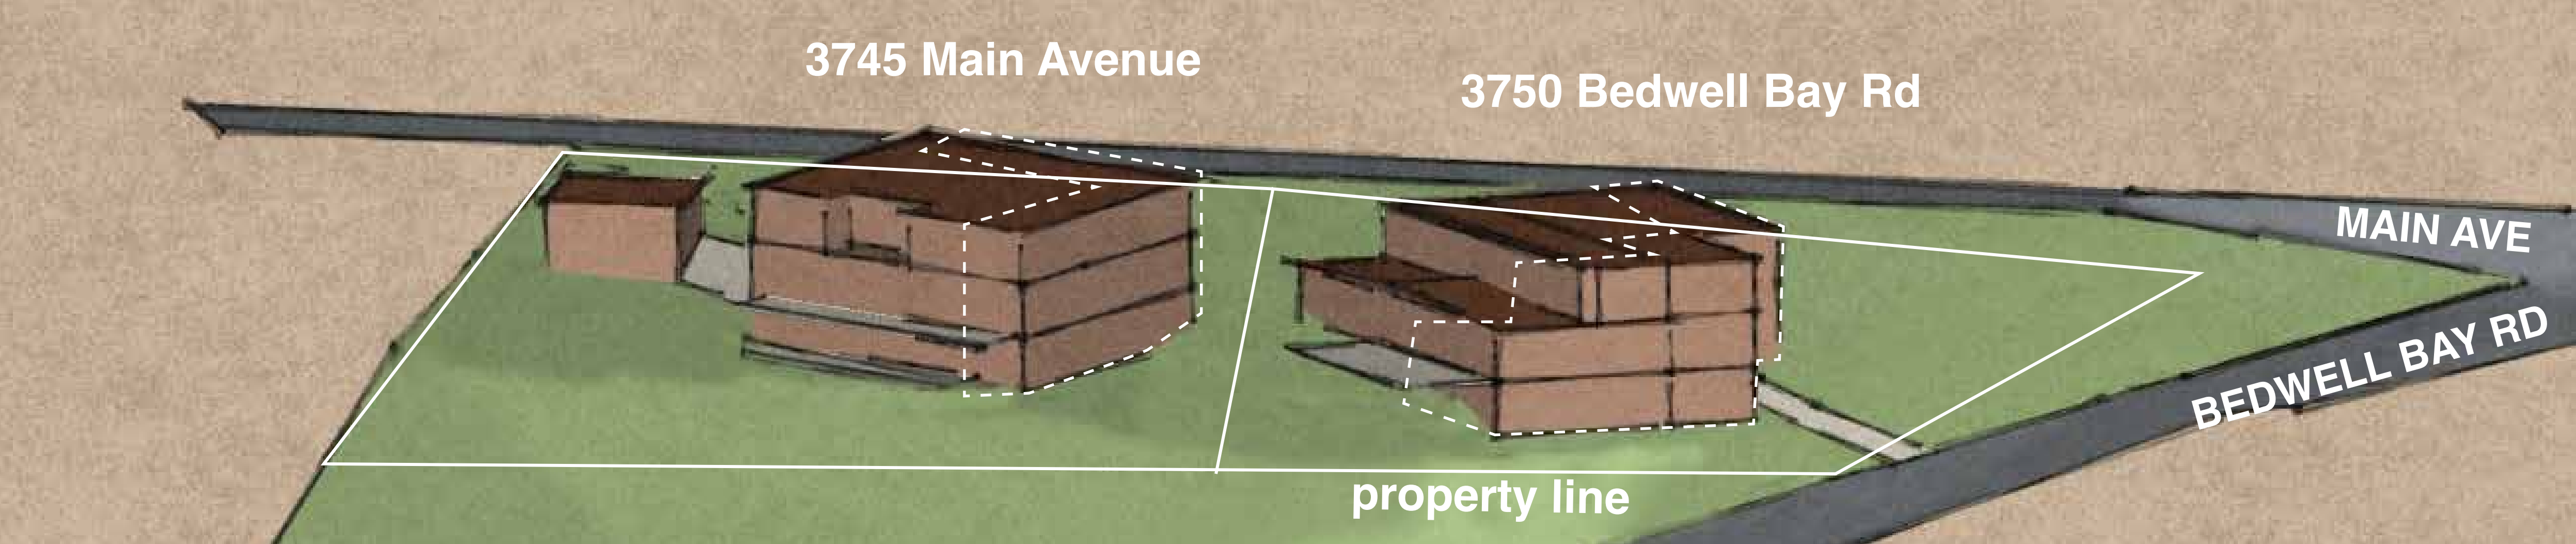 3745 Main Avenue
3750 Bedwell Bay Rd
MAIN AVE
BEDWELL BAY RD
property line